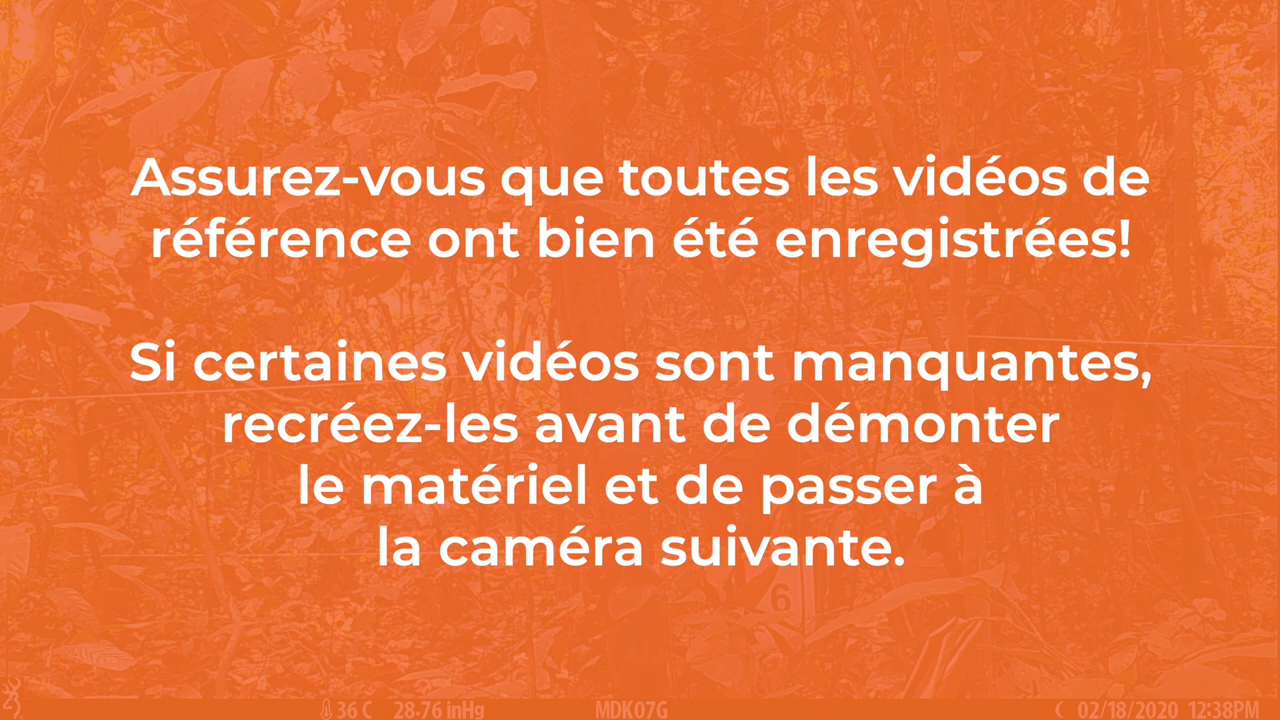 Assurez-vous que toutes les vidéos de
référence ont bien été enregistrées!
Si certaines vidéos sont manquantes,
recréez-les avant de démonter
le matériel et de passer à
la caméra suivante.
6
36 C 28.76 inHg MDK07G 02/18/2020 12:38PM